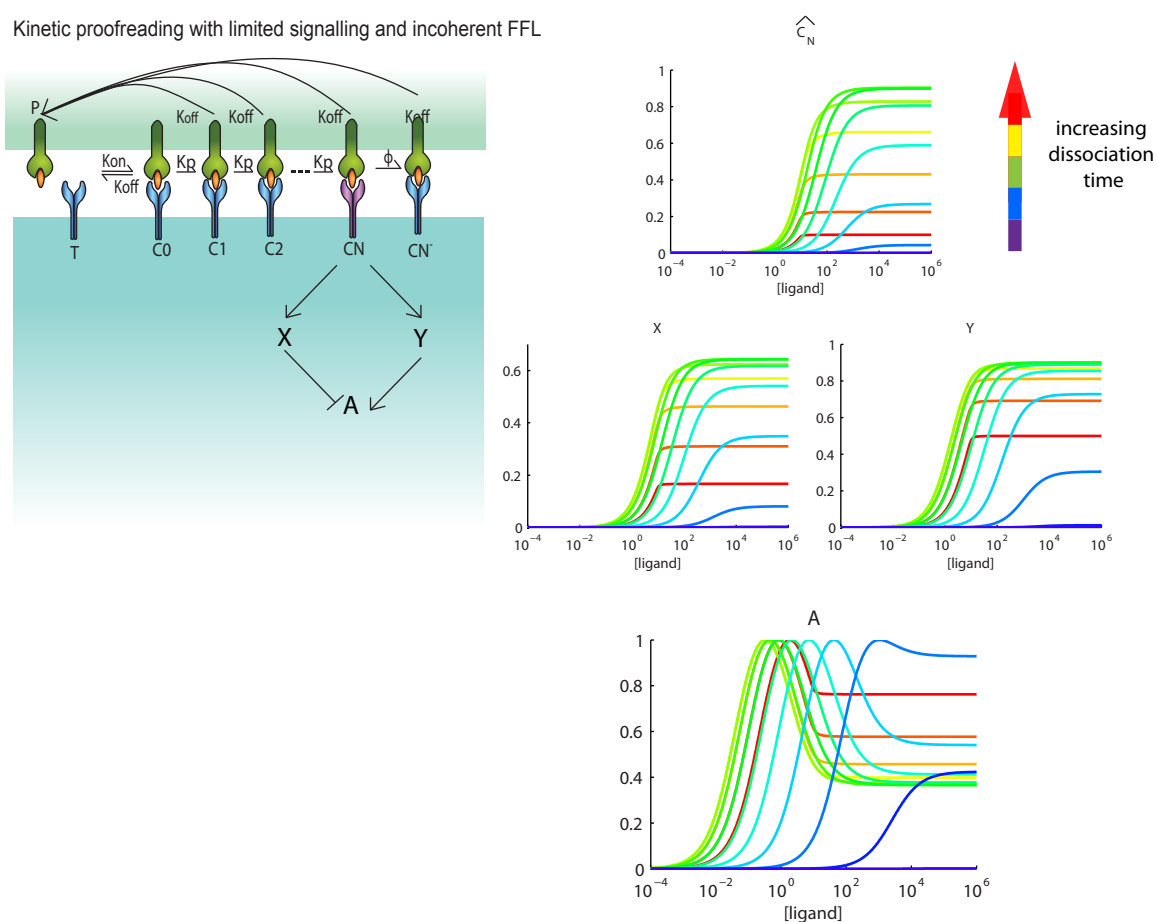 Kinetic proofreading with limited signalling and incoherent FFL
P
Koff Koff Koff Koff
Kon
Koff
Kp Kp Kp ϕ
T C0 C1 C2 CN CN-
X Y
A
C_N^
1
0.8
0.6
0.4
0.2
0
10^-4 10^-2 10^0 10^2 10^4 10^6
[ligand]
increasing
dissociation
time
X
0.6
0.4
0.2
0
10^-4 10^-2 10^0 10^2 10^4 10^6
[ligand]
Y
1
0.8
0.6
0.4
0.2
0
10^-4 10^-2 10^0 10^2 10^4 10^6
[ligand]
A
1
0.8
0.6
0.4
0.2
0
10^-4 10^-2 10^0 10^2 10^4 10^6
[ligand]